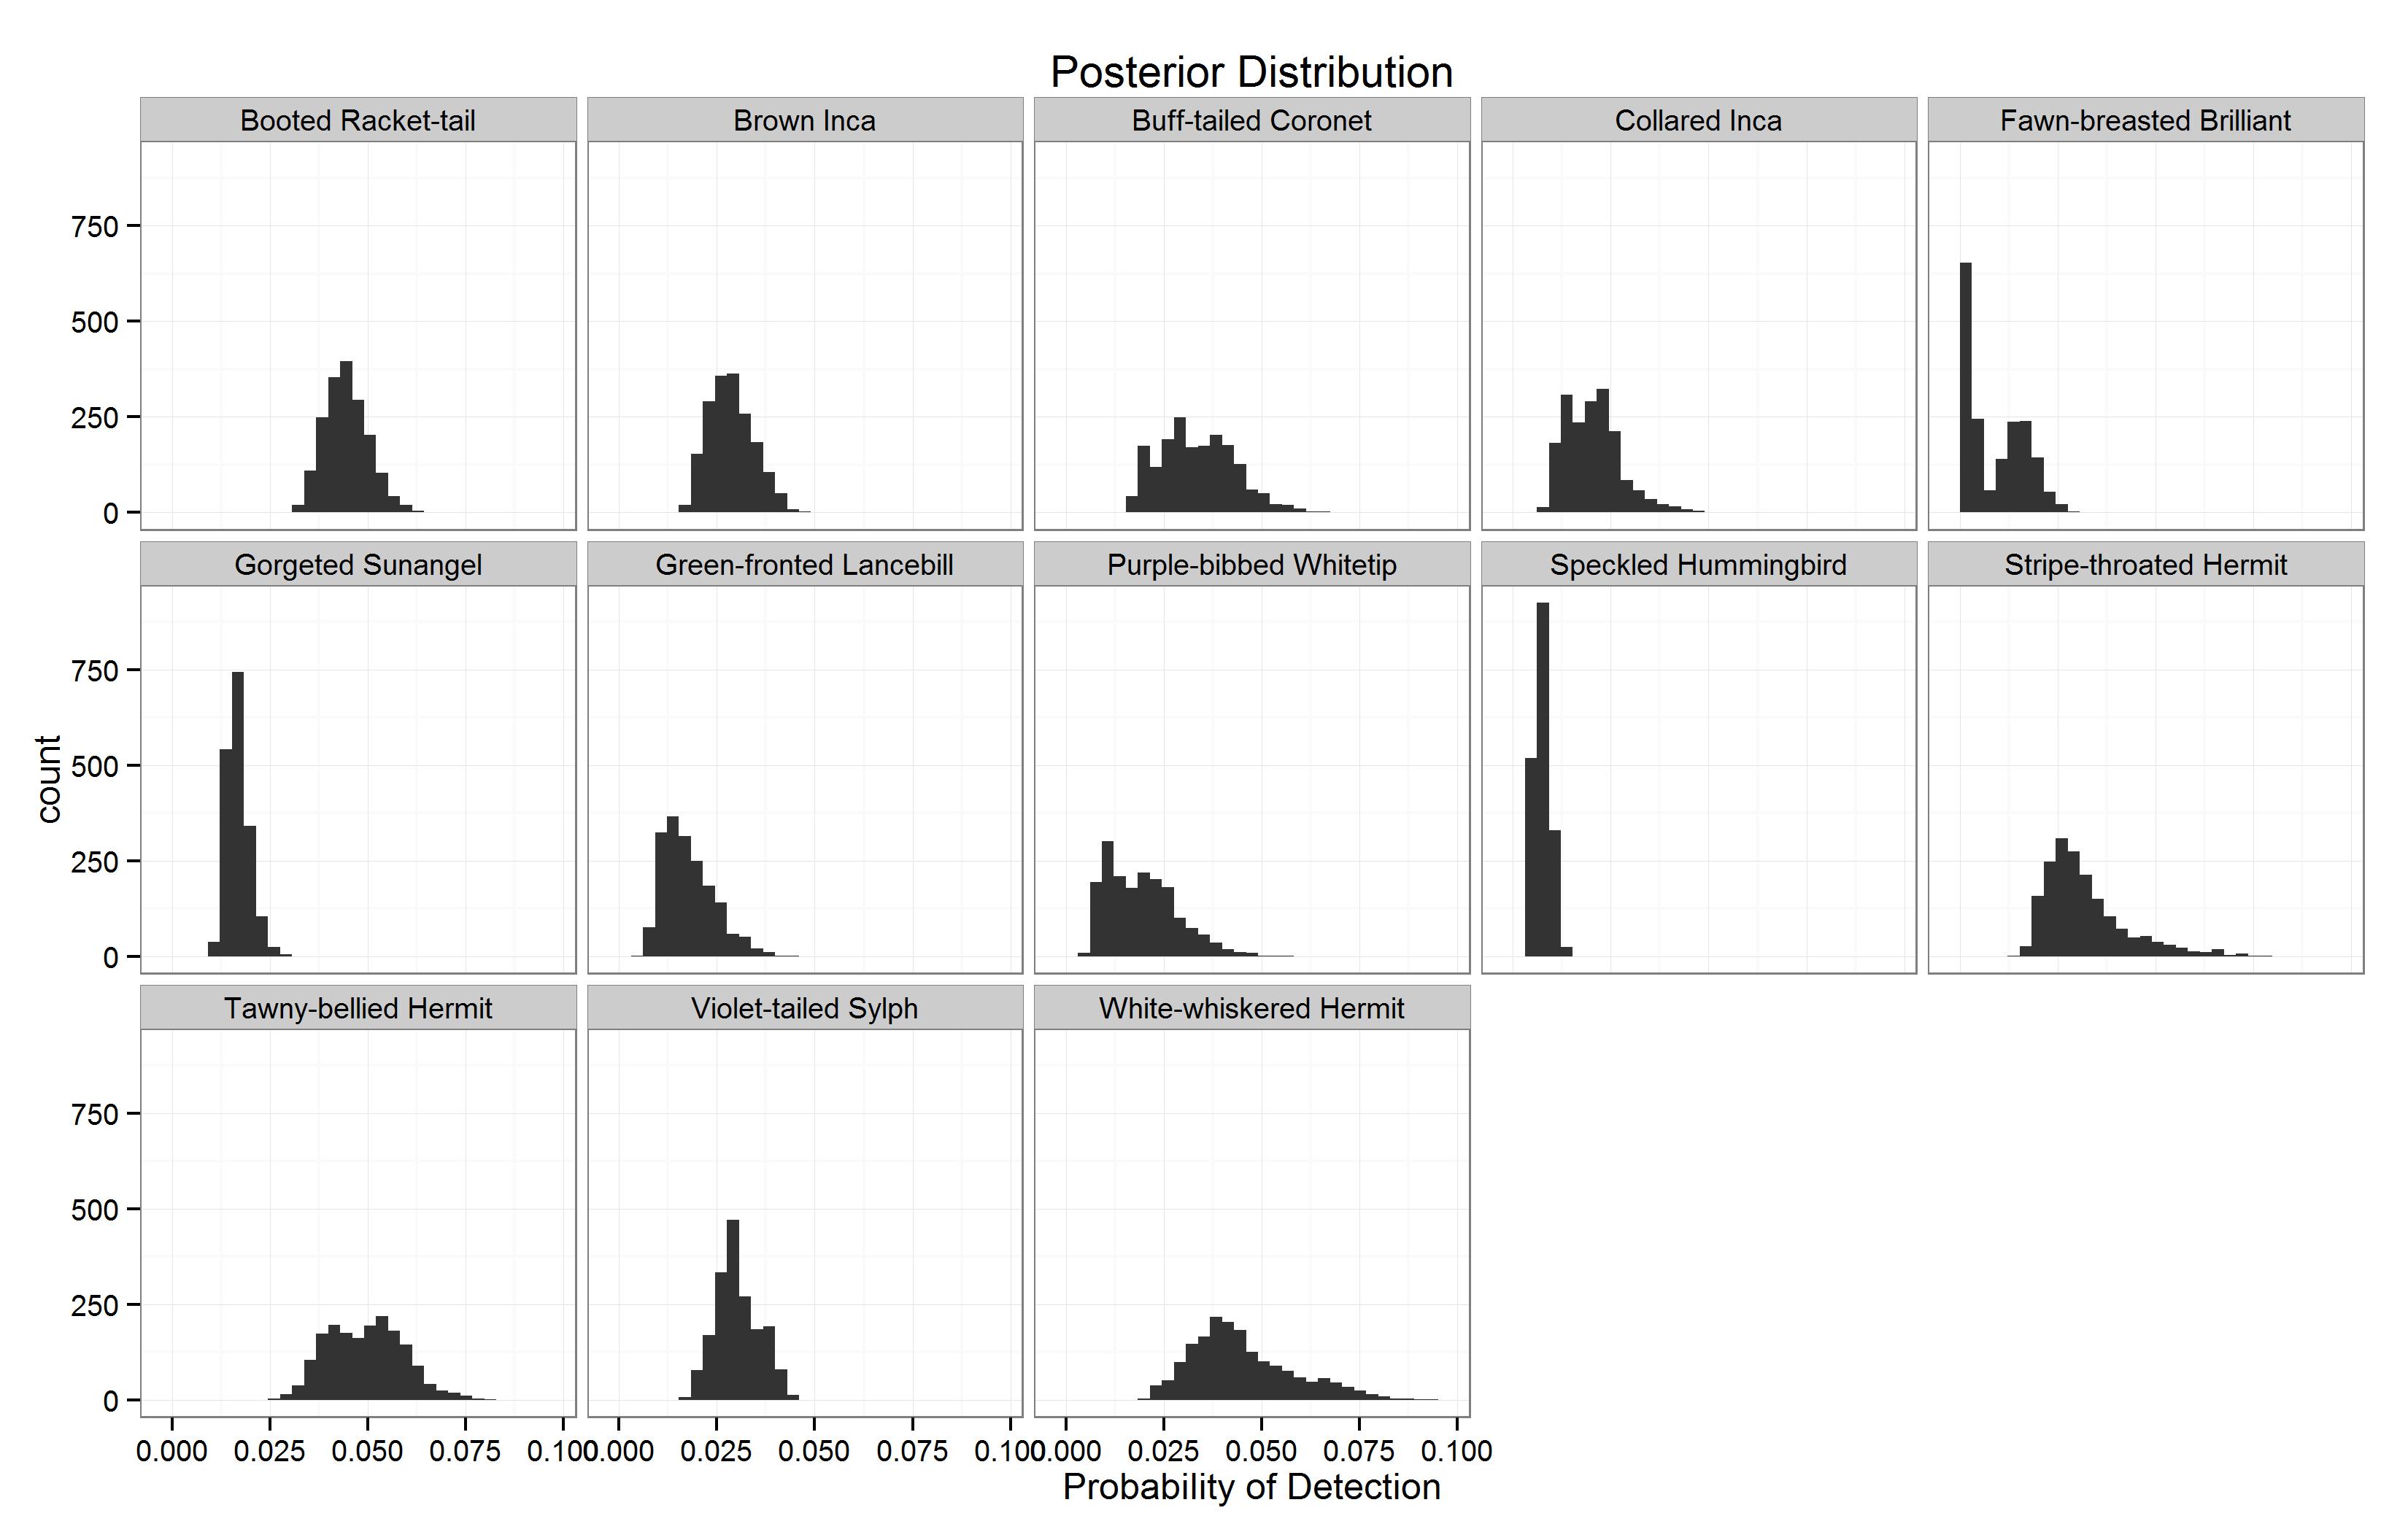 Posterior Distribution
Booted Racket-tail Brown Inca Buff-tailed Coronet Collared Inca Fawn-breasted Brilliant
750
500
250
0
Gorgeted Sunangel Green-fronted Lancebill Purple-bibbed Whitetip Speckled Hummingbird Stripe-throated Hermit
750
500
250
0
count
Tawny-bellied Hermit Violet-tailed Sylph White-whiskered Hermit
750
500
250
0
0.000 0.025 0.050 0.075 0.100 0.000 0.025 0.050 0.075 0.100 0.000 0.025 0.050 0.075 0.100
Probability of Detection